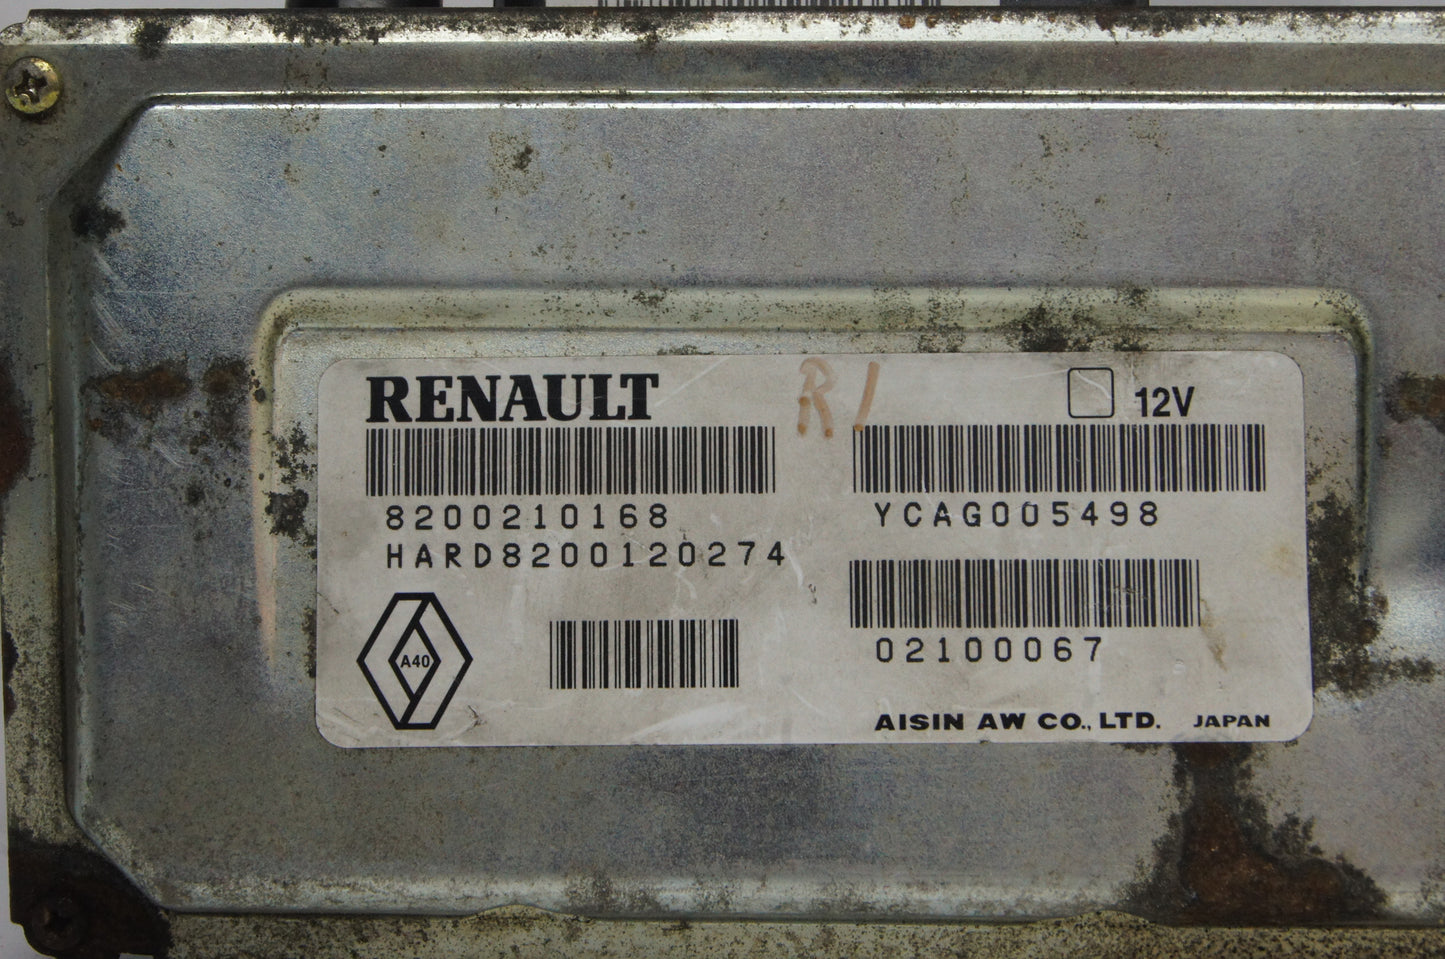 RENAULT
R1
12V
8200210168
YCAG005498
HARD8200120274
02100067
A40
AISIN AW CO., LTD. JAPAN